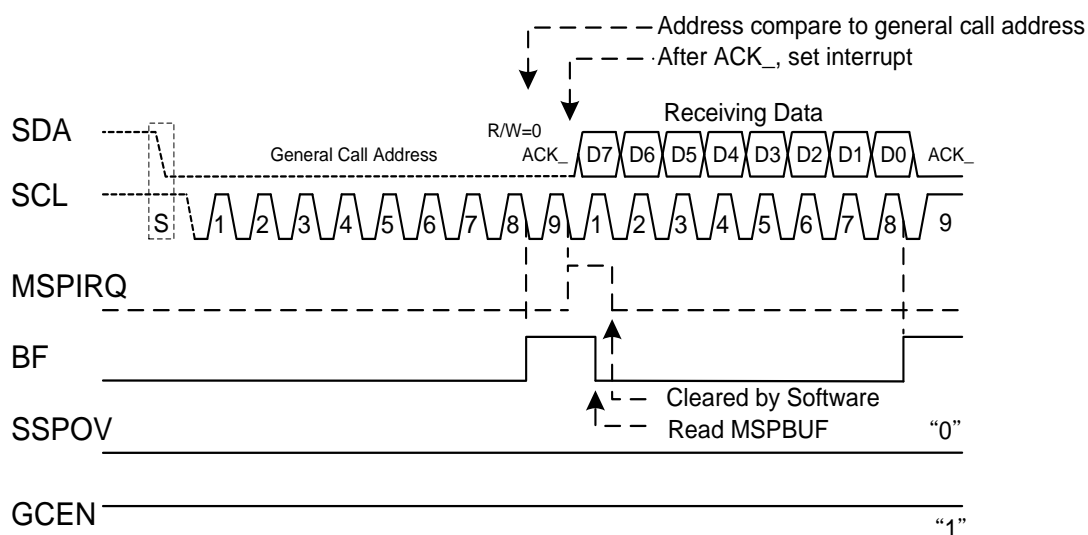 Address compare to general call address
After ACK_, set interrupt
Receiving Data
SDA
R/W=0
General Call Address
ACK_
D7 D6 D5 D4 D3 D2 D1 D0
ACK_
SCL
S
1 2 3 4 5 6 7 8 9 1 2 3 4 5 6 7 8 9
MSPIRQ
BF
Cleared by Software
SSPOV
Read MSPBUF
“0”
GCEN
“1”